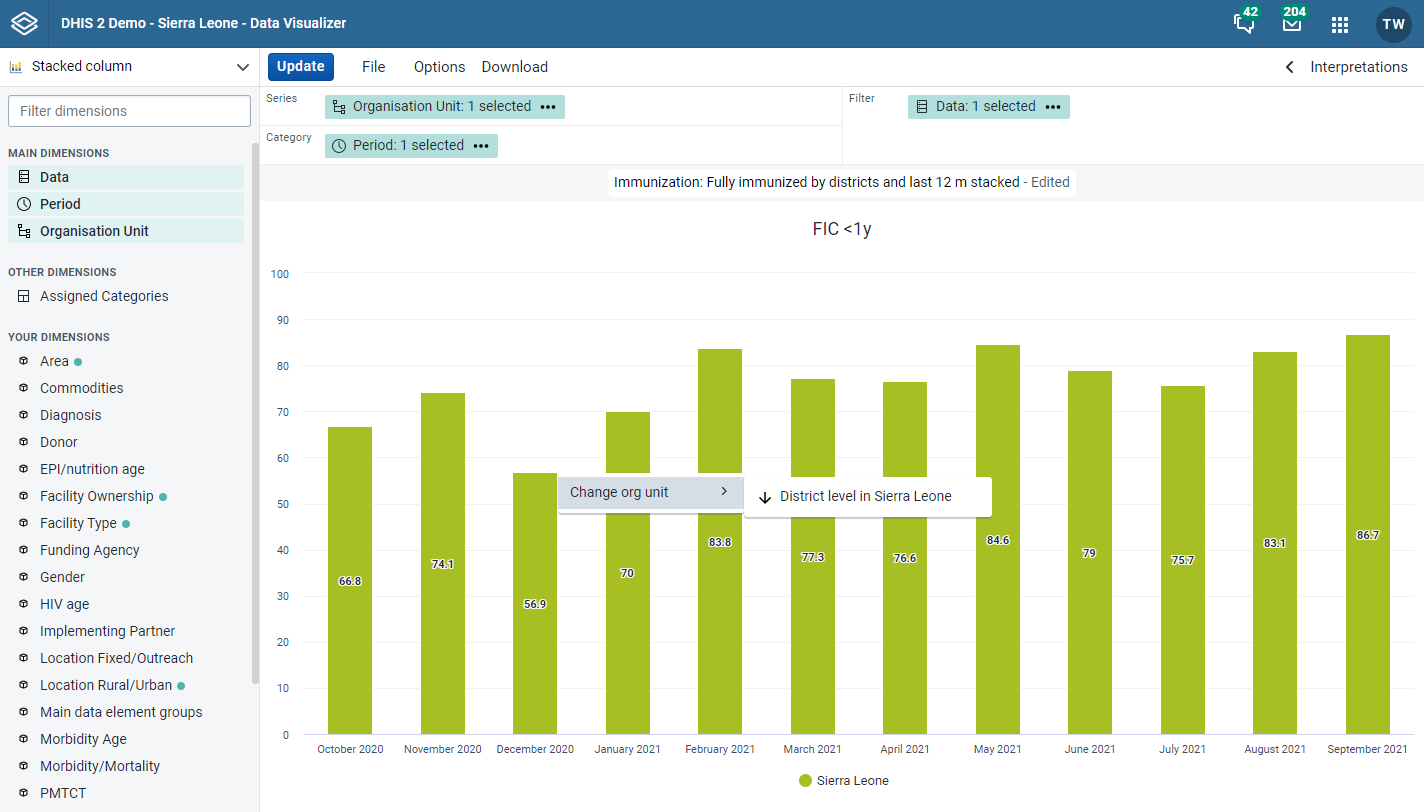 DHIS 2 Demo - Sierra Leone - Data Visualizer
42
204
TW
Stacked column
Update
File
Options
Download
Interpretations
Filter dimensions
MAIN DIMENSIONS
Data
Period
Organisation Unit
OTHER DIMENSIONS
Assigned Categories
YOUR DIMENSIONS
Area
Commodities
Diagnosis
Donor
EPI/nutrition age
Facility Ownership
Facility Type
Funding Agency
Gender
HIV age
Implementing Partner
Location Fixed/Outreach
Location Rural/Urban
Main data element groups
Morbidity Age
Morbidity/Mortality
PMTCT
Series
Organisation Unit: 1 selected
Filter
Data: 1 selected
Category
Period: 1 selected
Immunization: Fully immunized by districts and last 12 m stacked - Edited
FIC <1y
100
90
80
70
60
50
40
30
20
10
0
66.8
74.1
56.9
70
83.8
77.3
76.6
84.6
79
75.7
83.1
86.7
Change org unit
District level in Sierra Leone
October 2020
November 2020
December 2020
January 2021
February 2021
March 2021
April 2021
May 2021
June 2021
July 2021
August 2021
September 2021
Sierra Leone